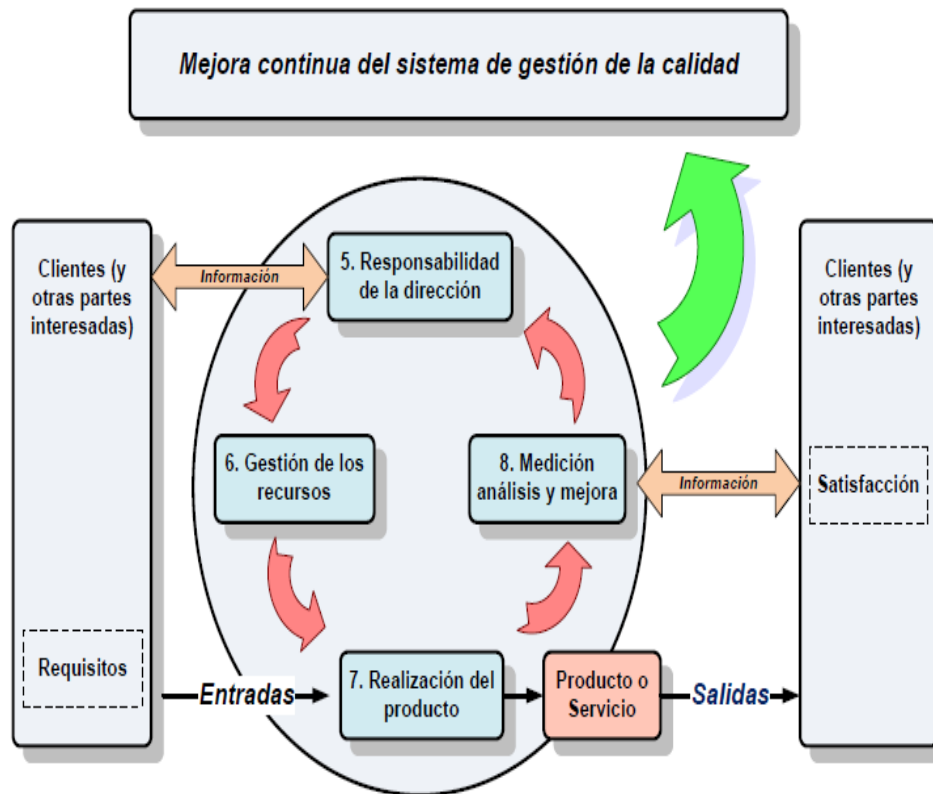 Mejora continua del sistema de gestión de la calidad
Clientes (y
otras partes
interesadas)
Información
5. Responsabilidad
de la dirección
Clientes (y
otras partes
interesadas)
6. Gestión de los
recursos
8. Medición
análisis y mejora
Información
Satisfacción
Requisitos
Entradas
7. Realización del
producto
Producto o
Servicio
Salidas